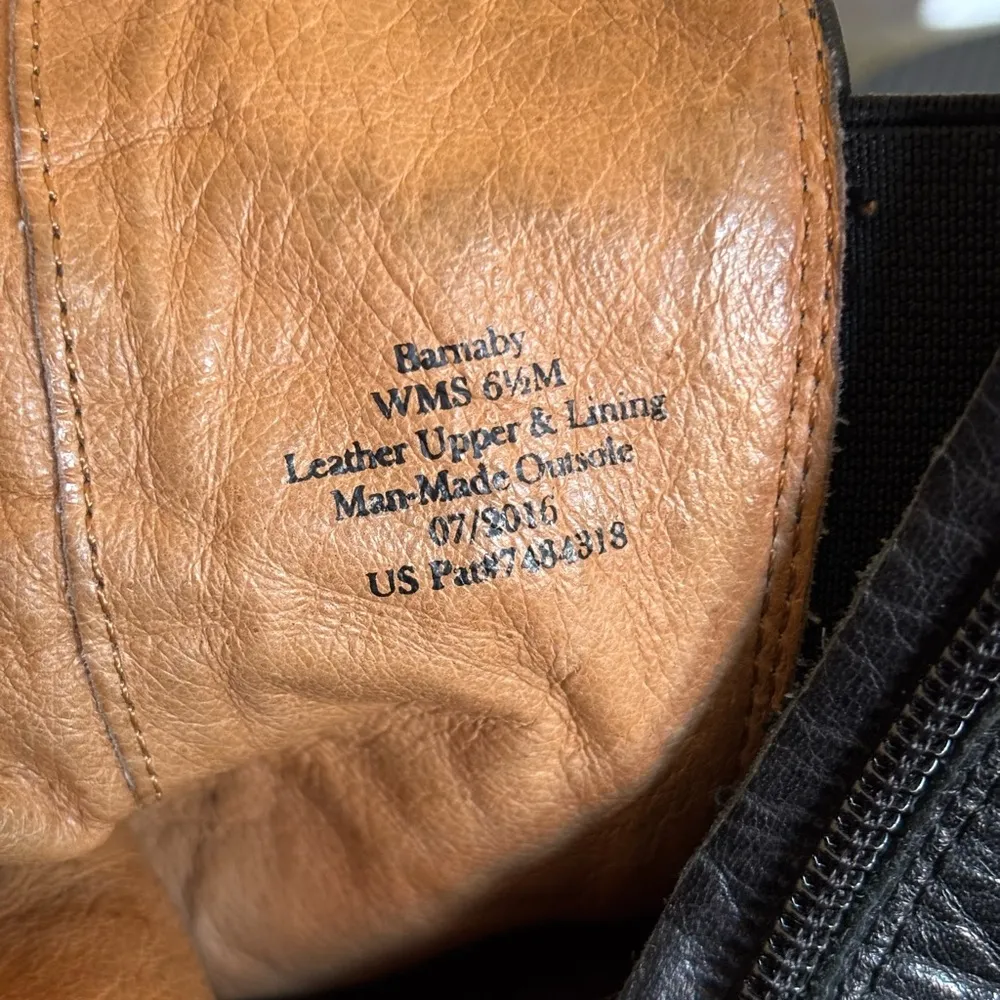 Barnaby
WMS 6½M
Leather Upper & Lining
Man-Made Outsole
07/2016
US Pat#7484318